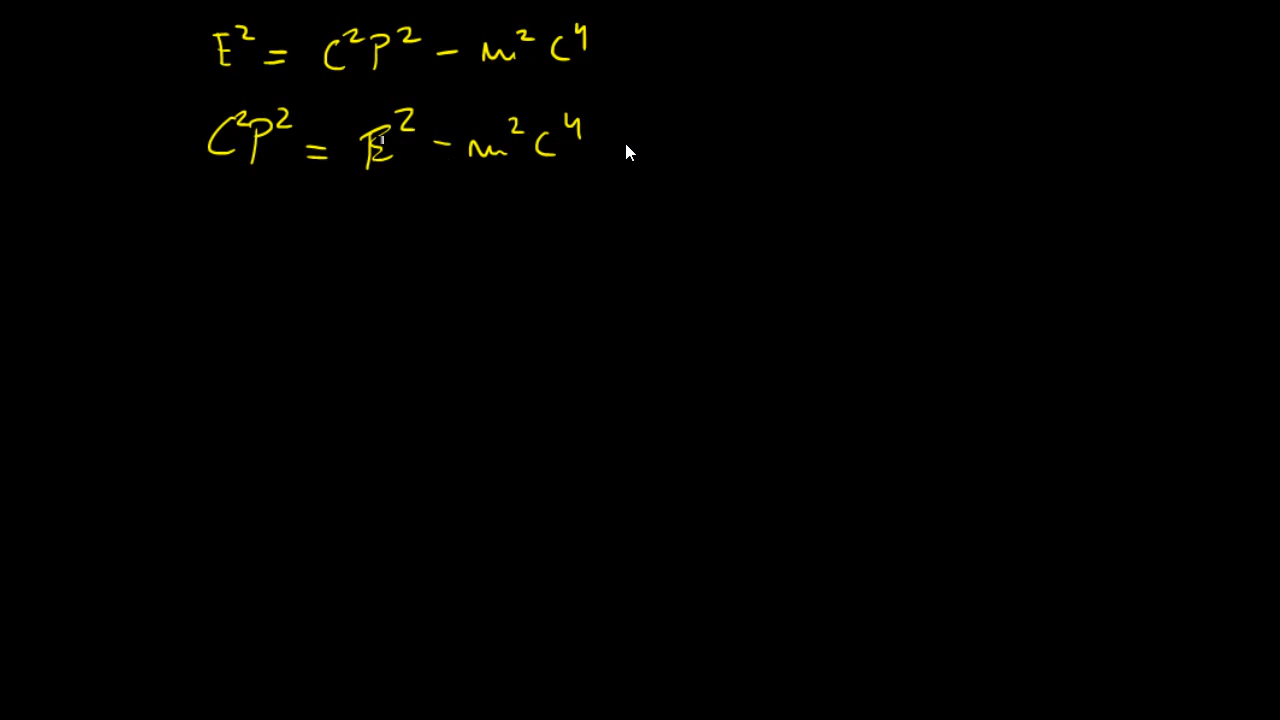 E² = C²P² - m²C⁴
C²P² = E² - m²C⁴